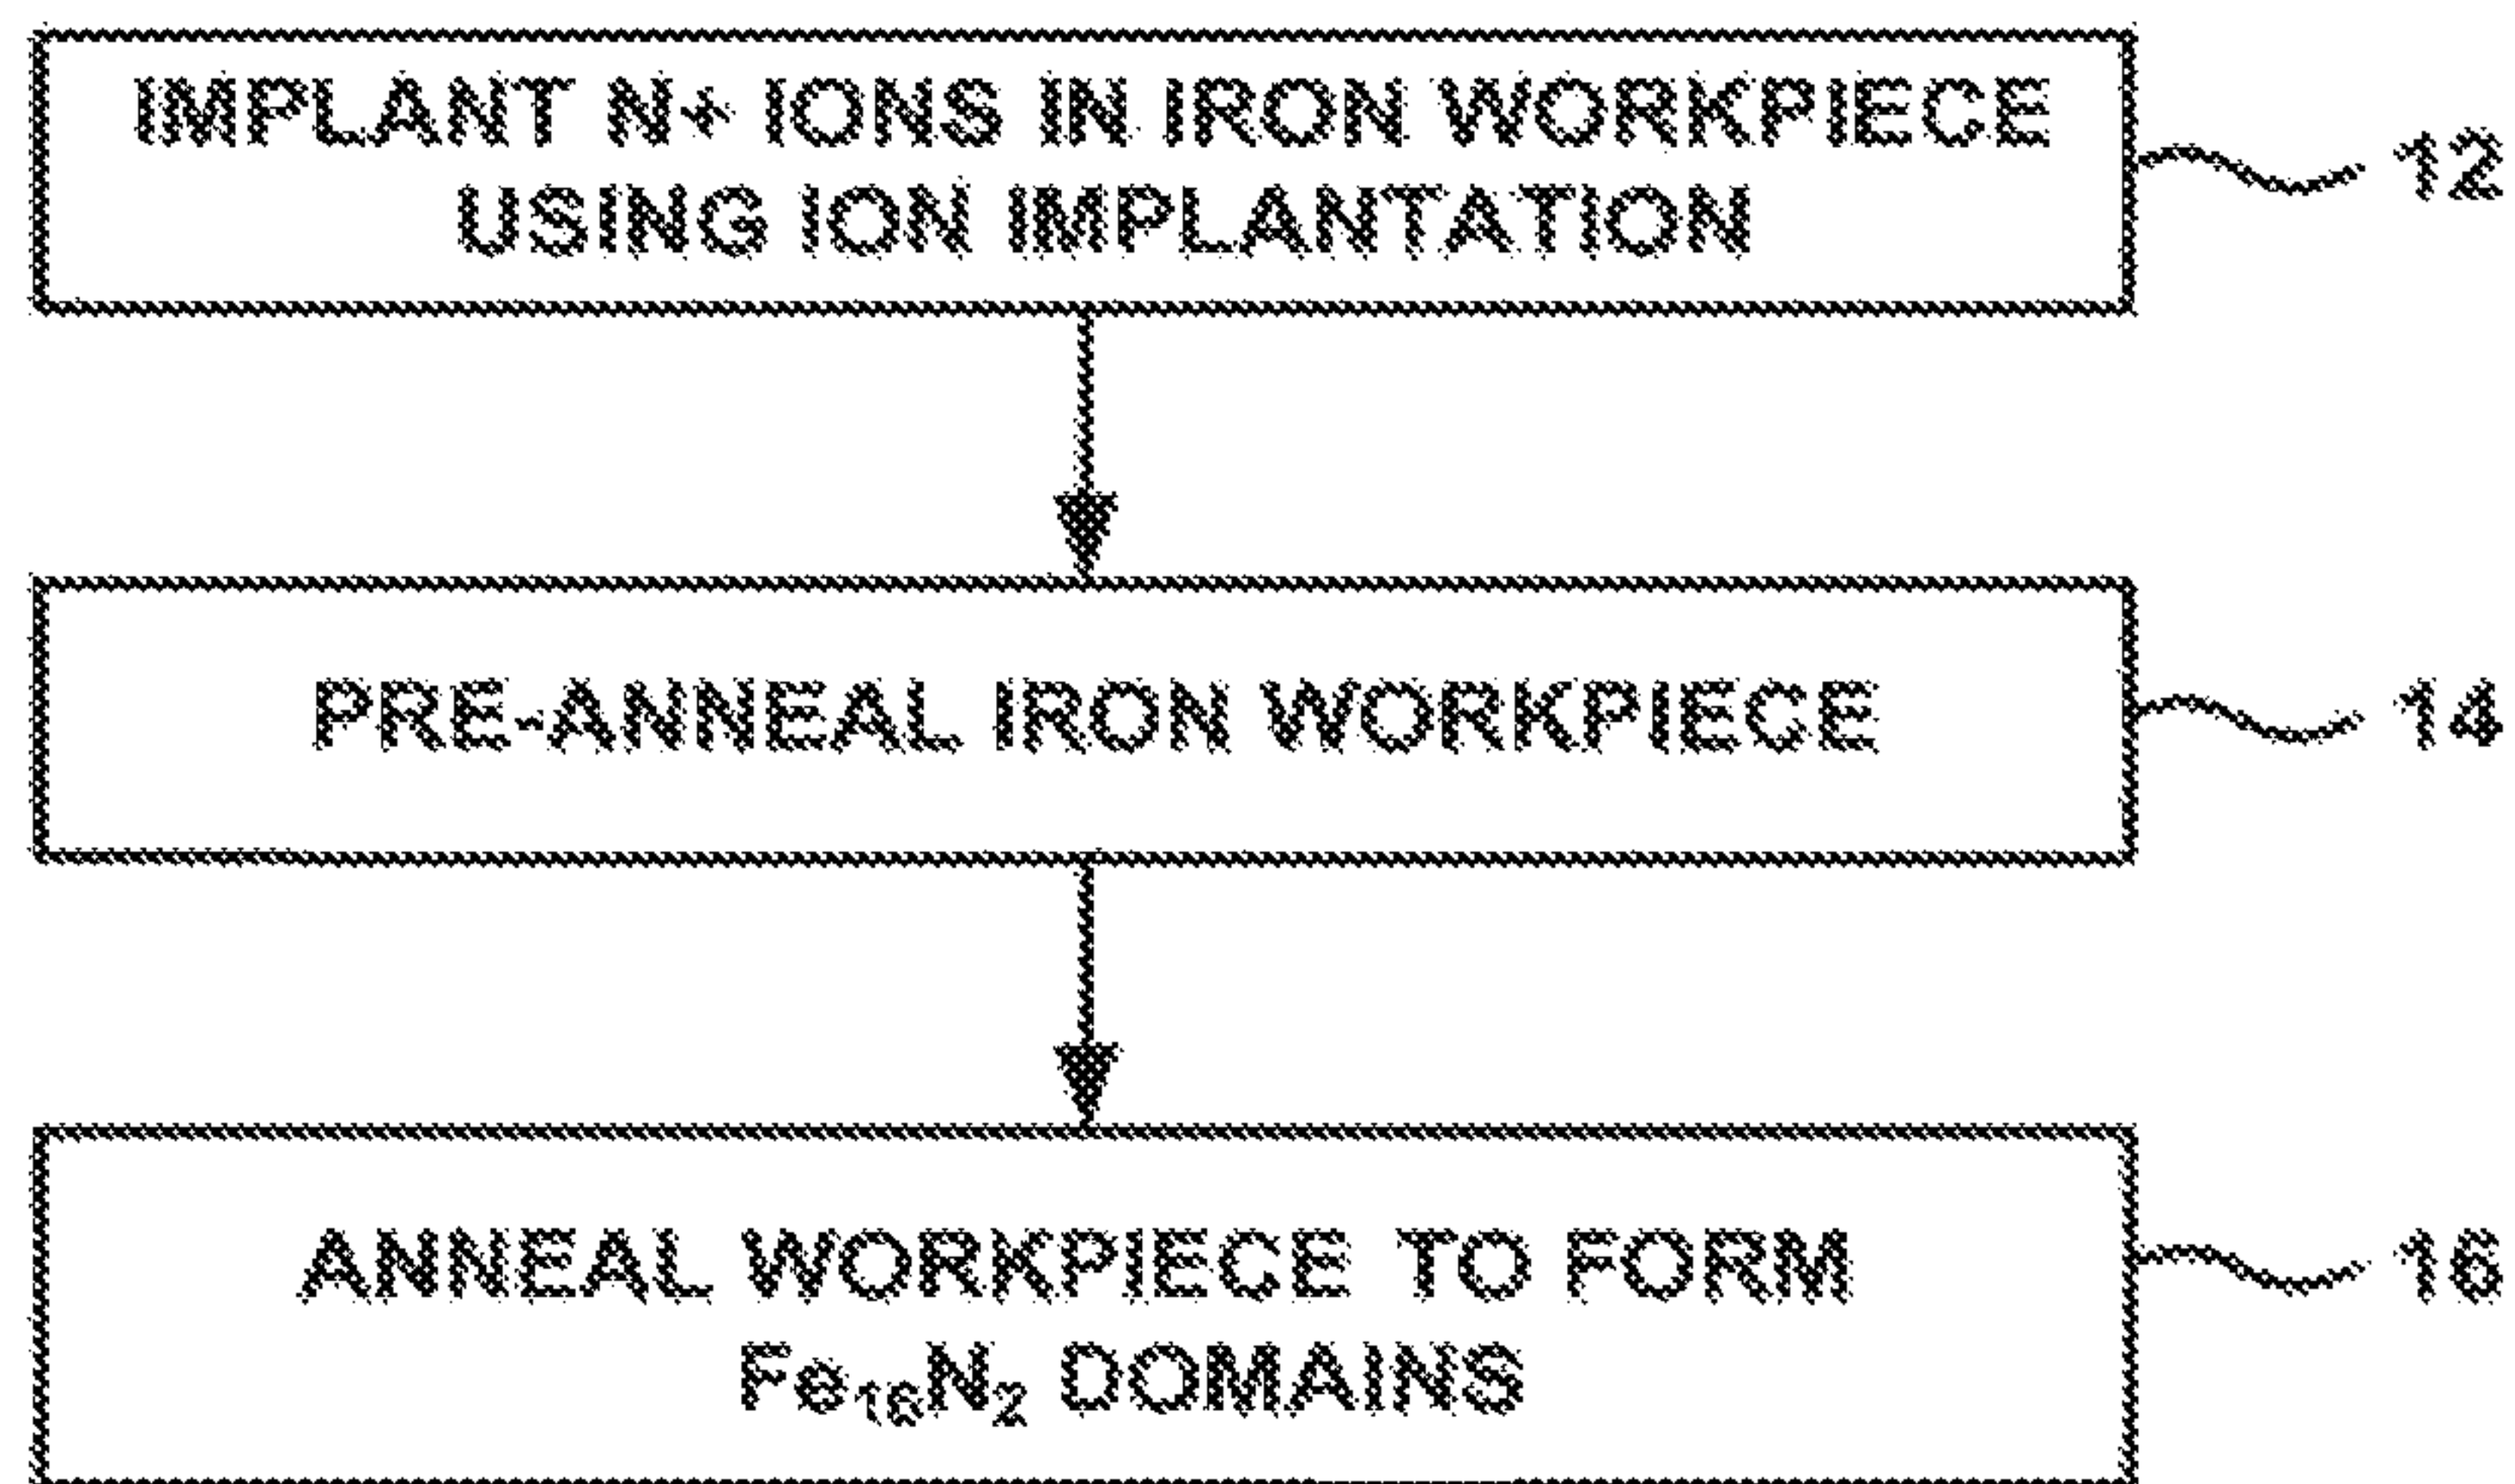 IMPLANT N+ IONS IN IRON WORKPIECE
USING ION IMPLANTATION
12
PRE-ANNEAL IRON WORKPIECE
14
ANNEAL WORKPIECE TO FORM
Fe₁₆N₂ DOMAINS
16